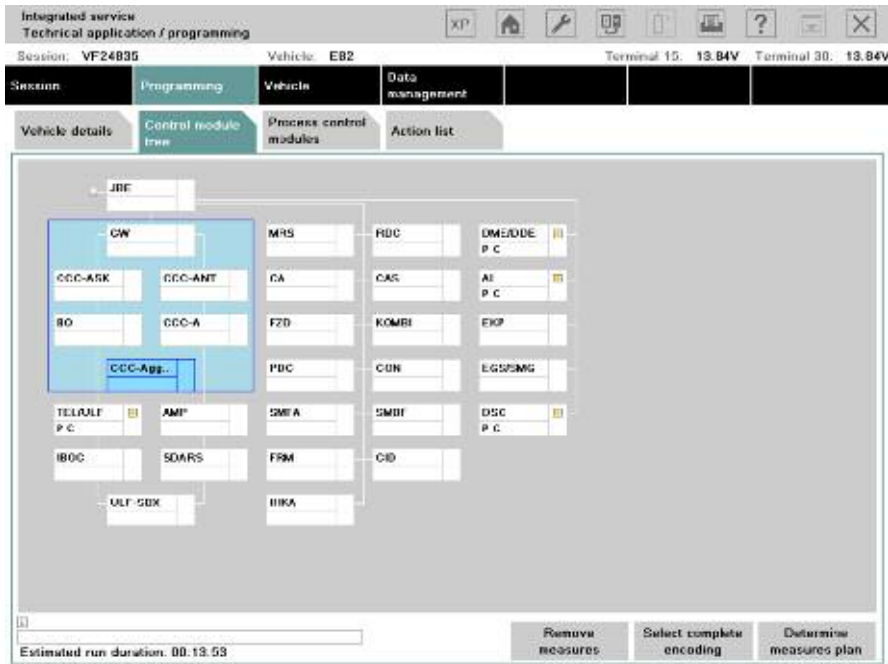 Integrated service
Technical application / programming
XP
?
Session: VF24835
Vehicle: E82
Terminal 15: 13.84V
Terminal 30: 13.84V
Session
Programming
Vehicle
Data
management
Vehicle details
Control module
tree
Process control
modules
Action list
JBE
GW
MRS
RDC
DME/DDE
P C
CCC-ASK
CCC-ANT
CA
CAS
AL
P C
BO
CCC-A
FZD
KOMBI
EKP
CCC-App..
PDC
CON
EGS/SMG
TEL/ULF
P C
AMP
SMFA
SMBF
DSC
P C
IBOC
SDARS
FRM
CID
ULF-SBX
IHKA
Estimated run duration: 00:13:53
Remove
measures
Select complete
encoding
Determine
measures plan